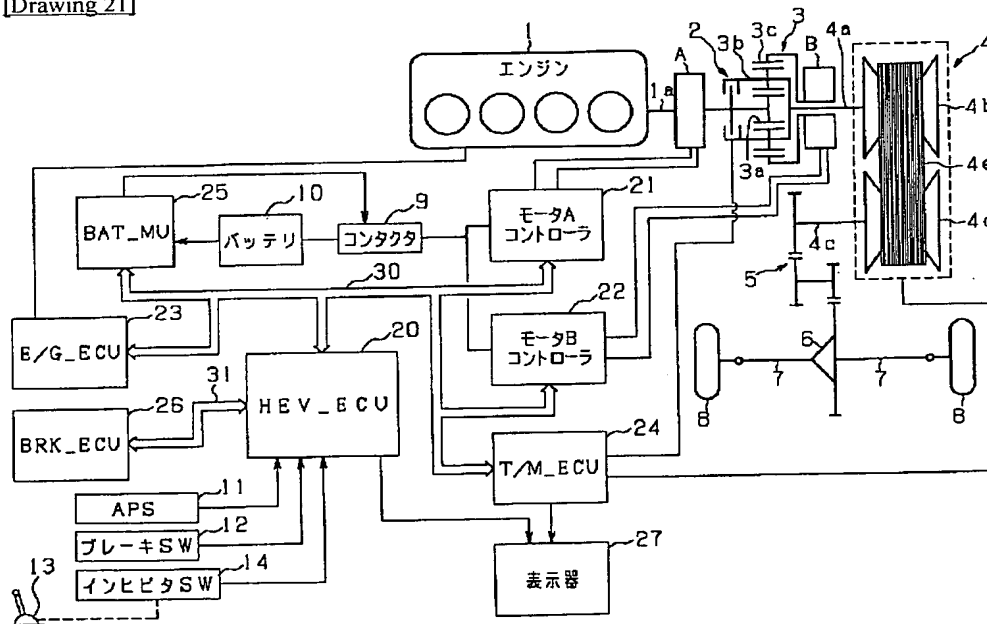 [Drawing 21]
1
エンジン
1a
A
2
3b
3c
3
B
4a
4
4b
4e
3a
4c
5
25
BAT_MU
10
バッテリ
9
コンタクタ
21
モータA
コントローラ
30
22
モータB
コントローラ
23
E/G_ECU
20
HEV_ECU
31
26
BRK_ECU
6
7
7
8
8
24
T/M_ECU
11
APS
12
ブレーキSW
14
インヒビタSW
13
27
表示器